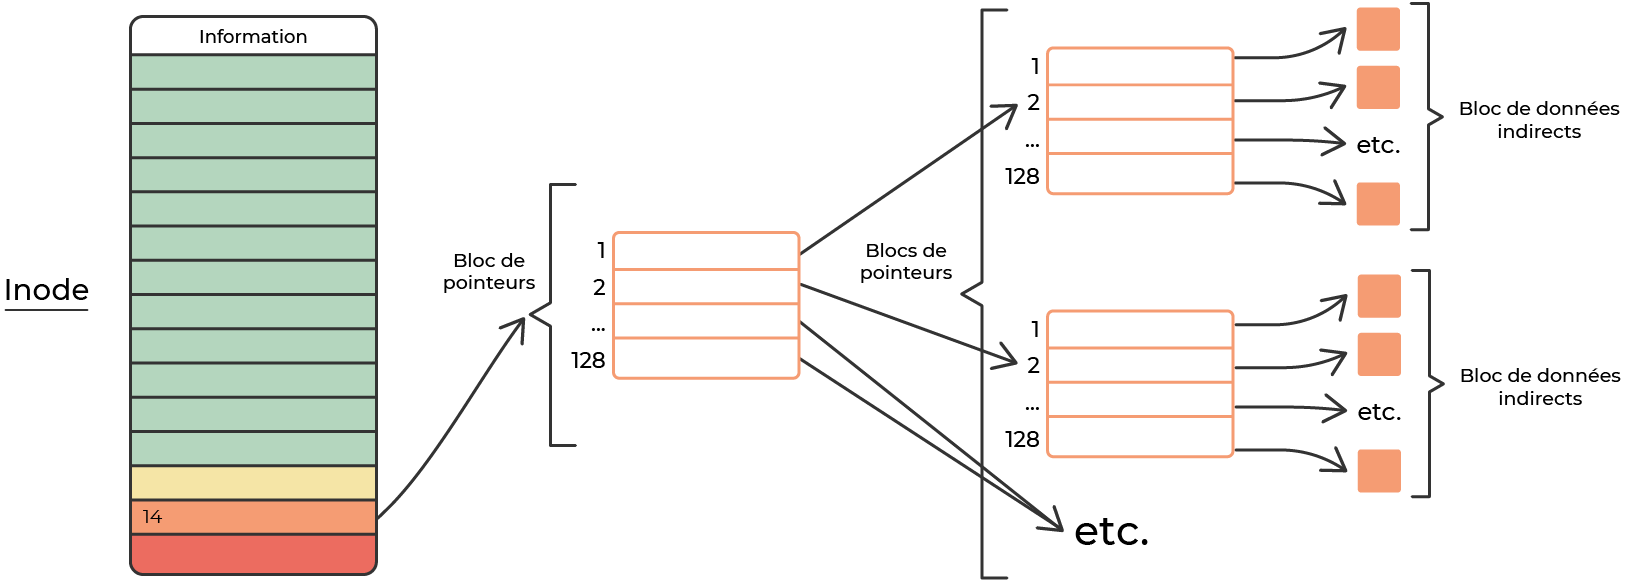 Information
Inode
14
Bloc de
pointeurs
1
2
...
128
Blocs de
pointeurs
1
2
...
128
etc.
Bloc de données
indirects
1
2
...
128
etc.
Bloc de données
indirects
etc.